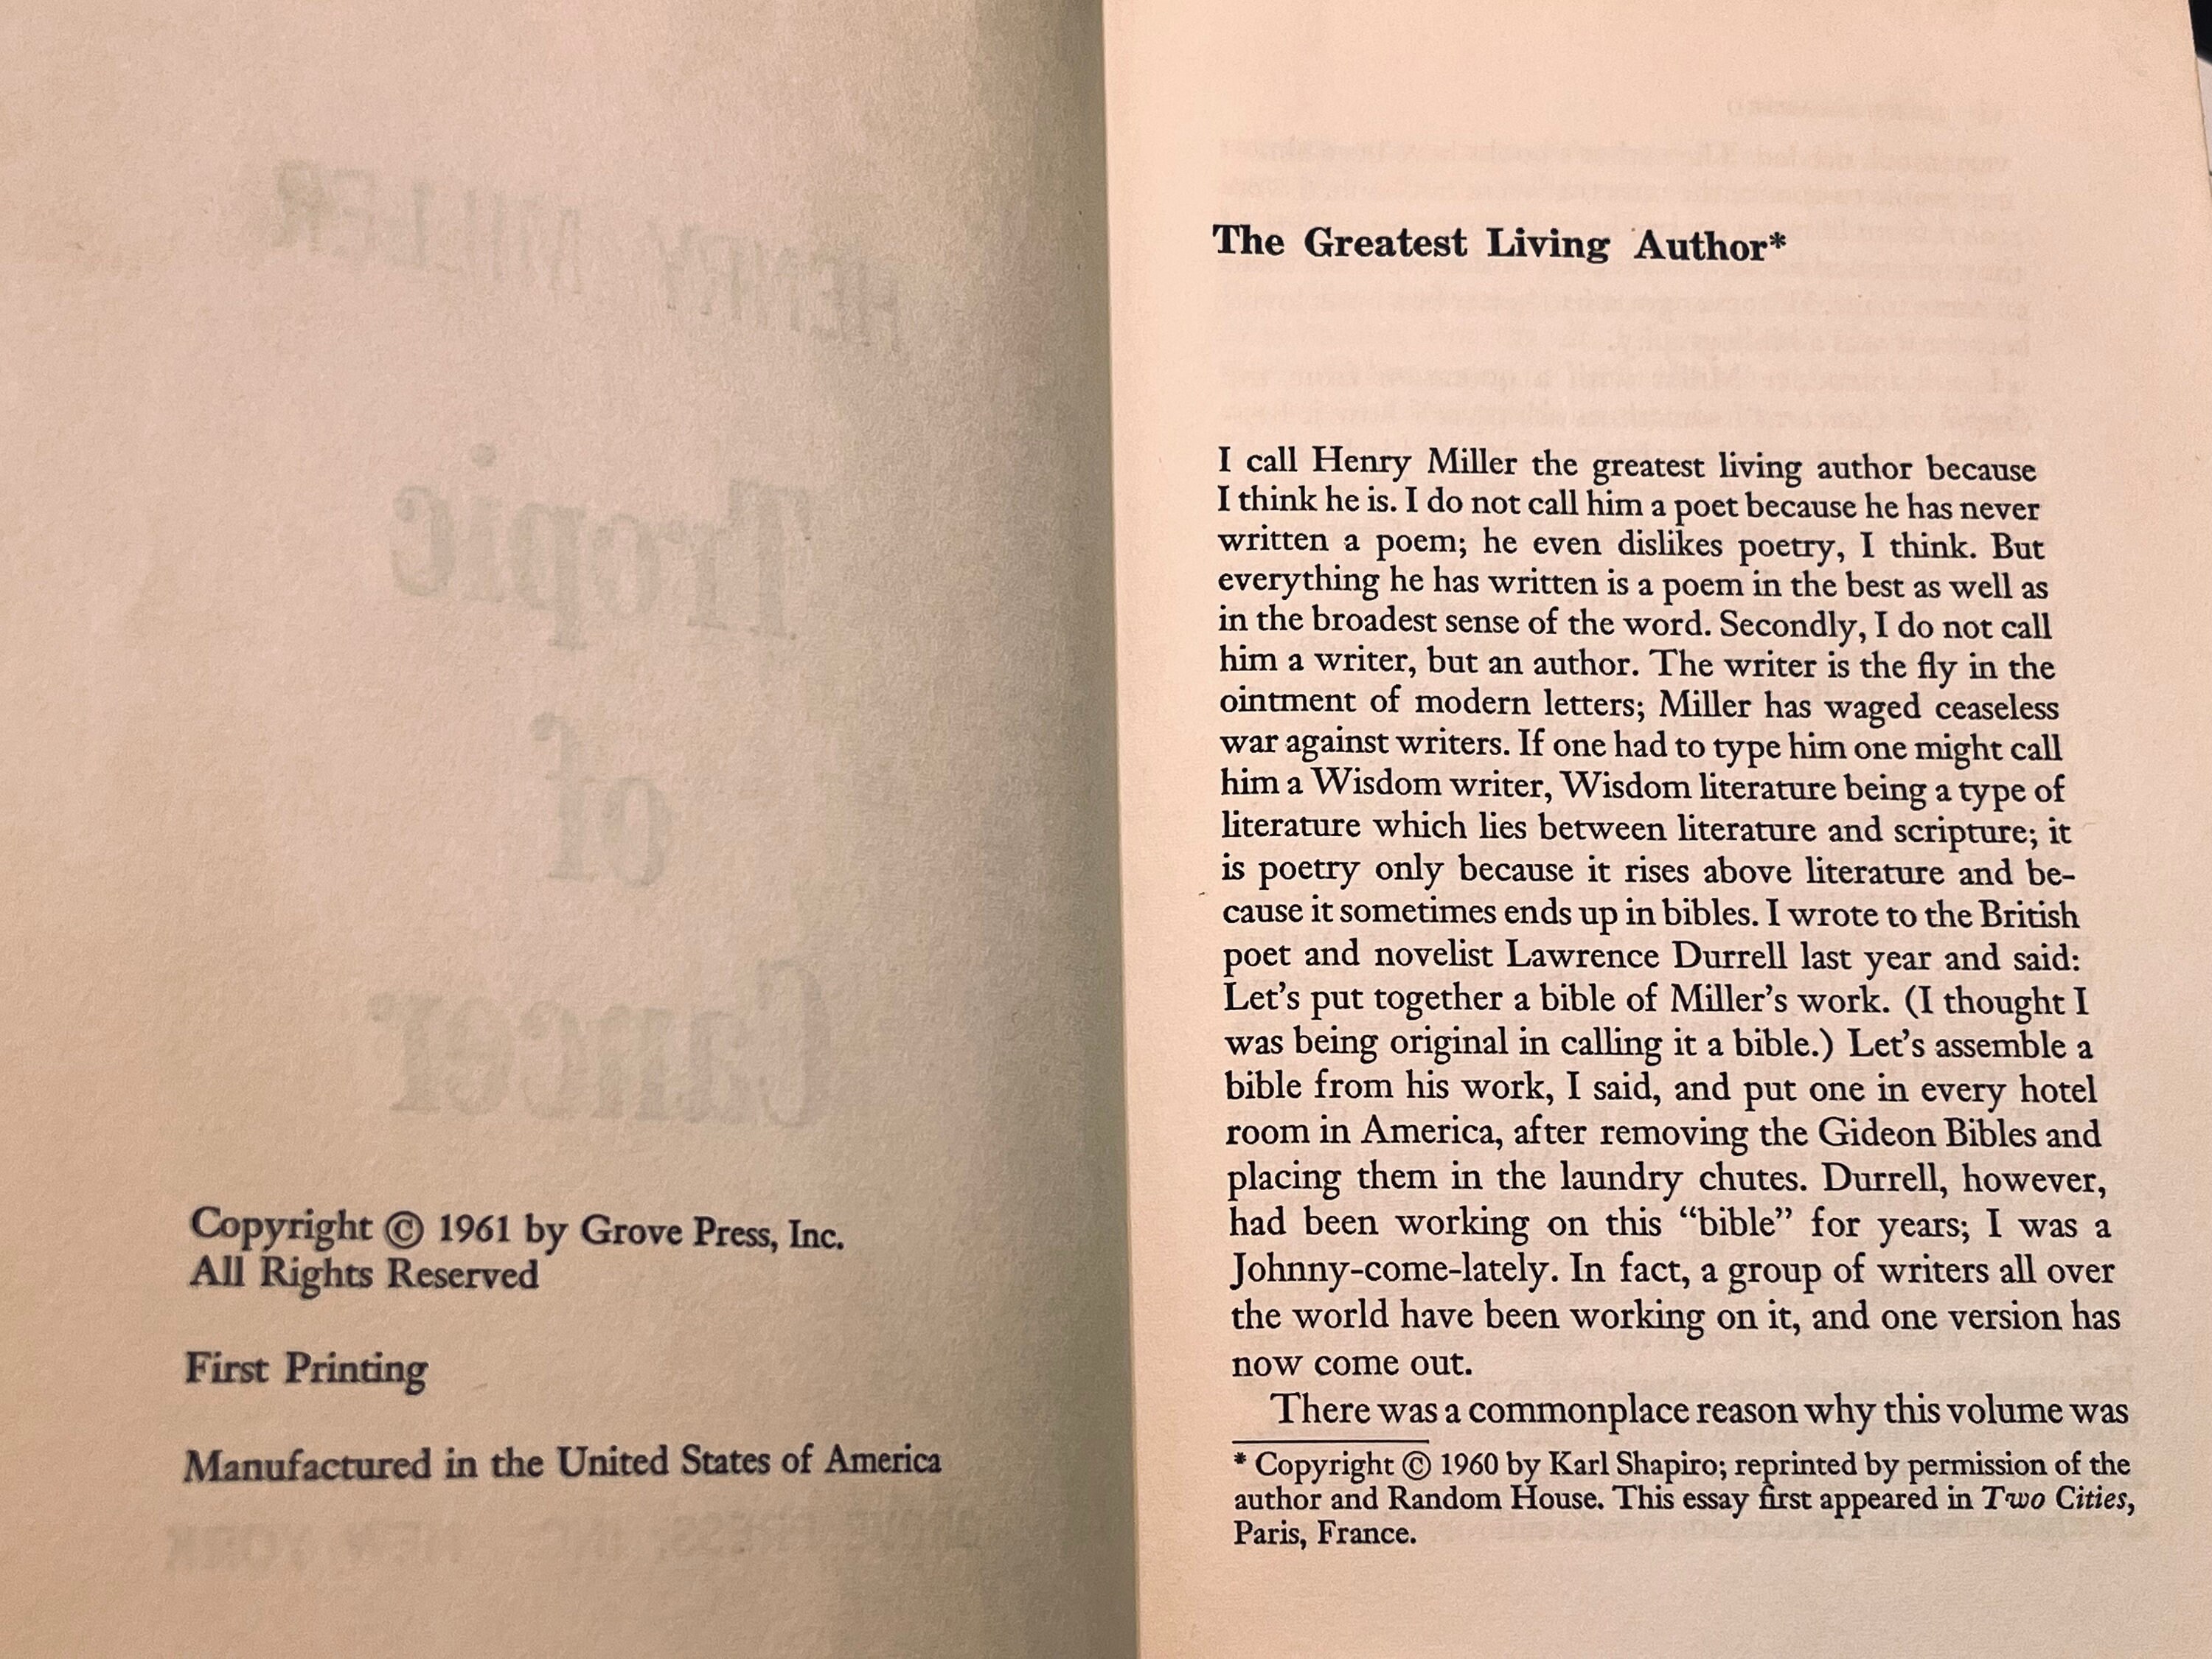 HENRY MILLER
Tropic
of
Cancer
Copyright © 1961 by Grove Press, Inc.
All Rights Reserved
First Printing
Manufactured in the United States of America
GROVE PRESS, INC. NEW YORK
The Greatest Living Author*
I call Henry Miller the greatest living author because
I think he is. I do not call him a poet because he has never
written a poem; he even dislikes poetry, I think. But
everything he has written is a poem in the best as well as
in the broadest sense of the word. Secondly, I do not call
him a writer, but an author. The writer is the fly in the
ointment of modern letters; Miller has waged ceaseless
war against writers. If one had to type him one might call
him a Wisdom writer, Wisdom literature being a type of
literature which lies between literature and scripture; it
is poetry only because it rises above literature and be-
cause it sometimes ends up in bibles. I wrote to the British
poet and novelist Lawrence Durrell last year and said:
Let’s put together a bible of Miller’s work. (I thought I
was being original in calling it a bible.) Let’s assemble a
bible from his work, I said, and put one in every hotel
room in America, after removing the Gideon Bibles and
placing them in the laundry chutes. Durrell, however,
had been working on this “bible” for years; I was a
Johnny-come-lately. In fact, a group of writers all over
the world have been working on it, and one version has
now come out.
There was a commonplace reason why this volume was
* Copyright © 1960 by Karl Shapiro; reprinted by permission of the
author and Random House. This essay first appeared in Two Cities,
Paris, France.